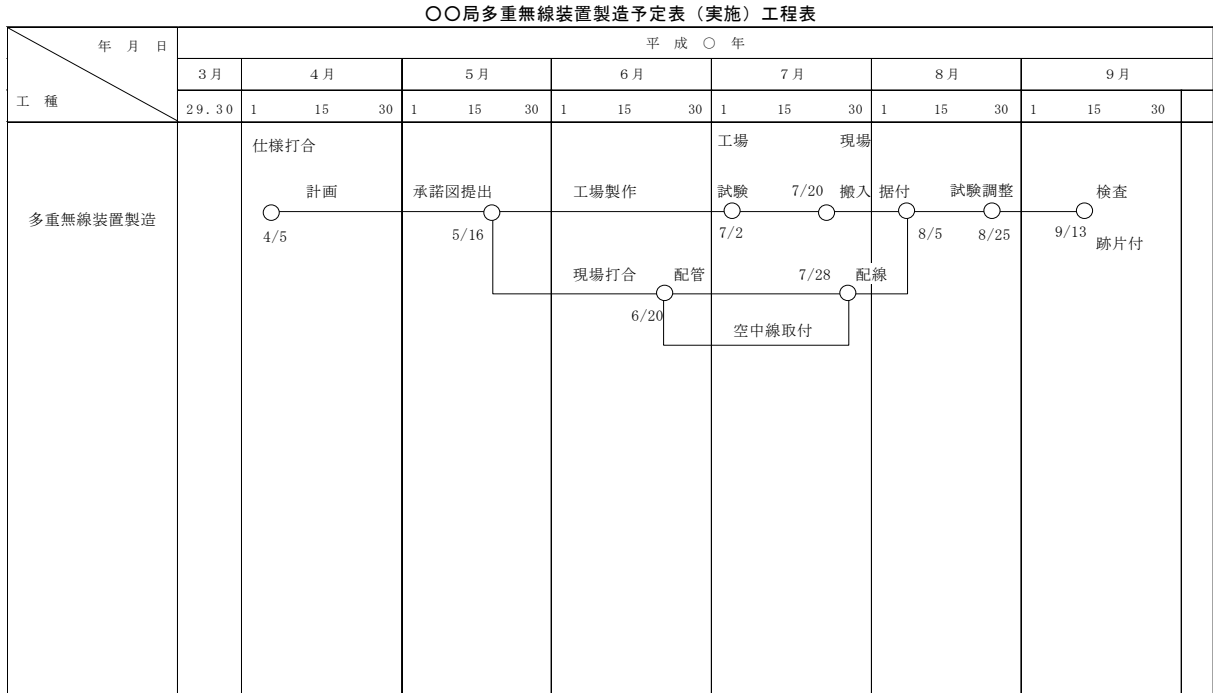 〇〇局多重無線装置製造予定表（実施）工程表
年 月 日
平 成 ○ 年
3月 4月 5月 6月 7月 8月 9月
工 種
29.30 1 15 30 1 15 30 1 15 30 1 15 30 1 15 30 1 15 30
仕様打合 工場 現場
計画 承諾図提出 工場製作 試験 7/20 搬入 据付 試験調整 検査
多重無線装置製造
4/5 5/16 7/2 8/5 8/25 9/13 跡片付
現場打合 配管 7/28 配線
6/20
空中線取付